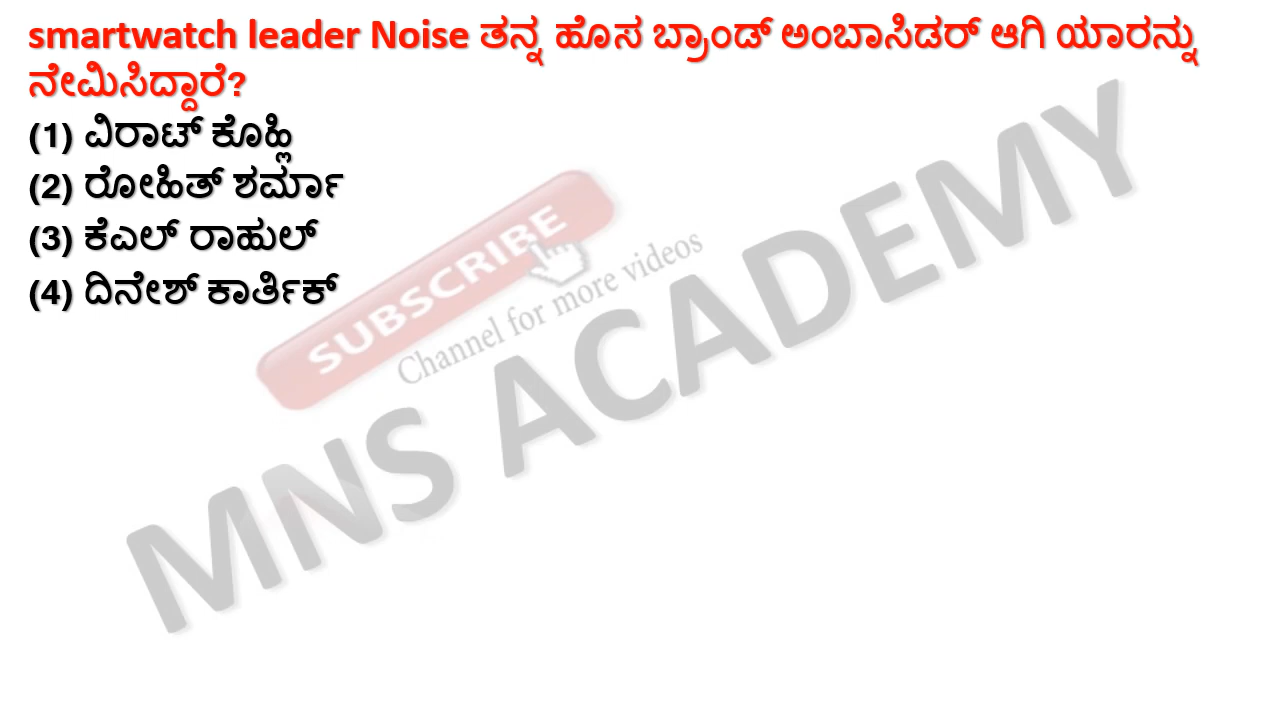 smartwatch leader Noise ತನ್ನ ಹೊಸ ಬ್ರಾಂಡ್ ಅಂಬಾಸಿಡರ್ ಆಗಿ ಯಾರನ್ನು
ನೇಮಿಸಿದ್ದಾರೆ?
(1) ವಿರಾಟ್ ಕೊಹ್ಲಿ
(2) ರೋಹಿತ್ ಶರ್ಮಾ
(3) ಕೆಎಲ್ ರಾಹುಲ್
(4) ದಿನೇಶ್ ಕಾರ್ತಿಕ್
SUBSCRIBE
Channel for more videos
MNS ACADEMY